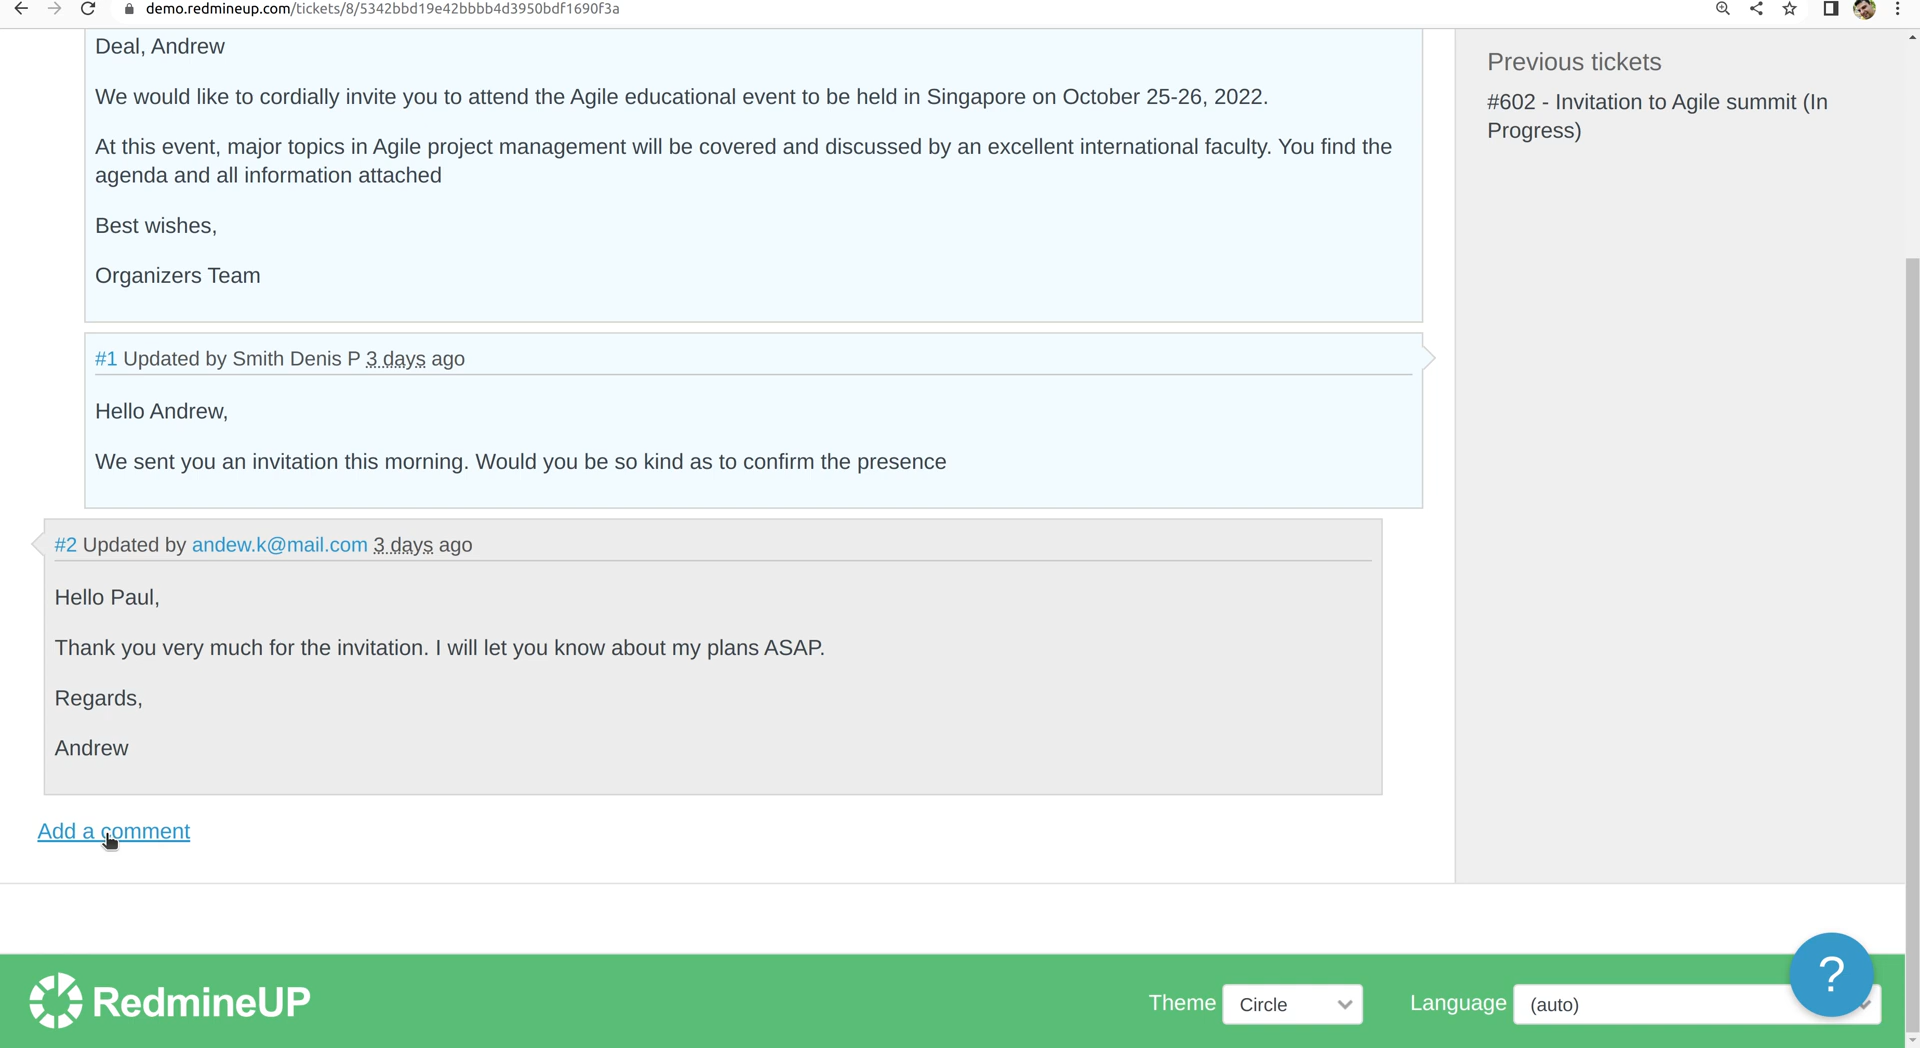 demo.redmineup.com/tickets/8/5342bbd19e42bbbb4d3950bdf1690f3a
Deal, Andrew
We would like to cordially invite you to attend the Agile educational event to be held in Singapore on October 25-26, 2022.
At this event, major topics in Agile project management will be covered and discussed by an excellent international faculty. You find the
agenda and all information attached
Best wishes,
Organizers Team
#1 Updated by Smith Denis P 3 days ago
Hello Andrew,
We sent you an invitation this morning. Would you be so kind as to confirm the presence
#2 Updated by andew.k@mail.com 3 days ago
Hello Paul,
Thank you very much for the invitation. I will let you know about my plans ASAP.
Regards,
Andrew
Add a comment
Previous tickets
#602 - Invitation to Agile summit (In
Progress)
RedmineUP
Theme Circle
Language (auto)
?